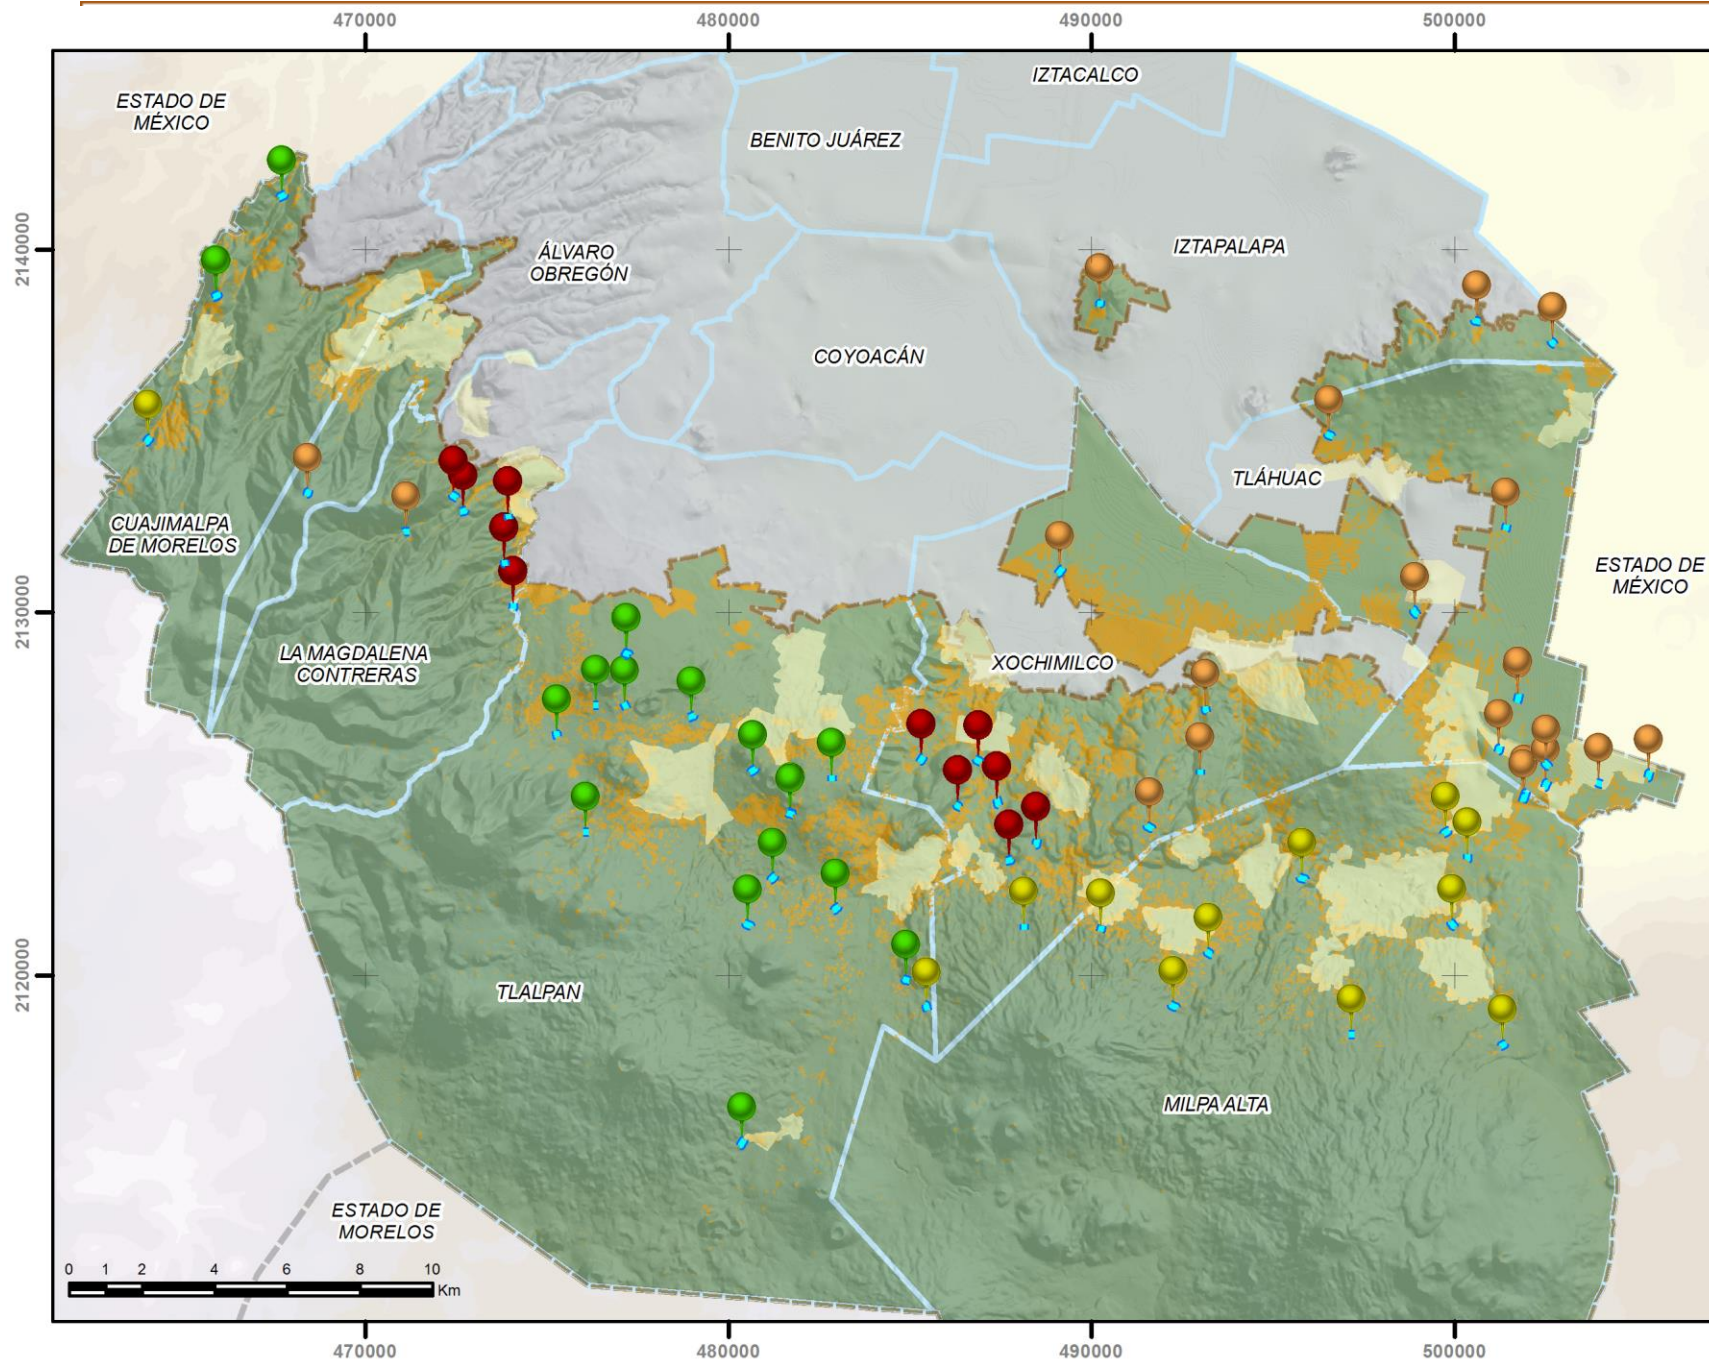 470000
480000
490000
500000
IZTACALCO
ESTADO DE
MÉXICO
BENITO JUÁREZ
2140000
ÁLVARO
OBREGÓN
IZTAPALAPA
COYOACÁN
TLÁHUAC
CUAJIMALPA
DE MORELOS
ESTADO DE
MÉXICO
2130000
LA MAGDALENA
CONTRERAS
XOCHIMILCO
2120000
TLALPAN
MILPA ALTA
ESTADO DE
MORELOS
0 1 2 4 6 8 10
Km
470000
480000
490000
500000